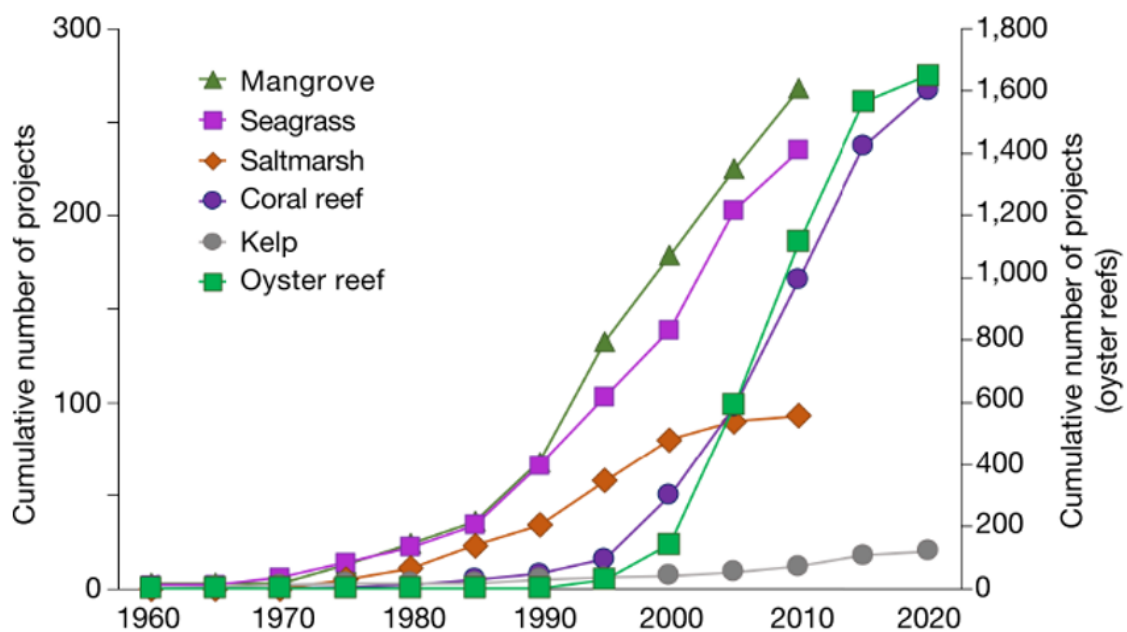 Cumulative number of projects
300
200
100
0
Mangrove
Seagrass
Saltmarsh
Coral reef
Kelp
Oyster reef
1,800
1,600
1,400
1,200
1,000
800
600
400
200
0
Cumulative number of projects
(oyster reefs)
1960 1970 1980 1990 2000 2010 2020